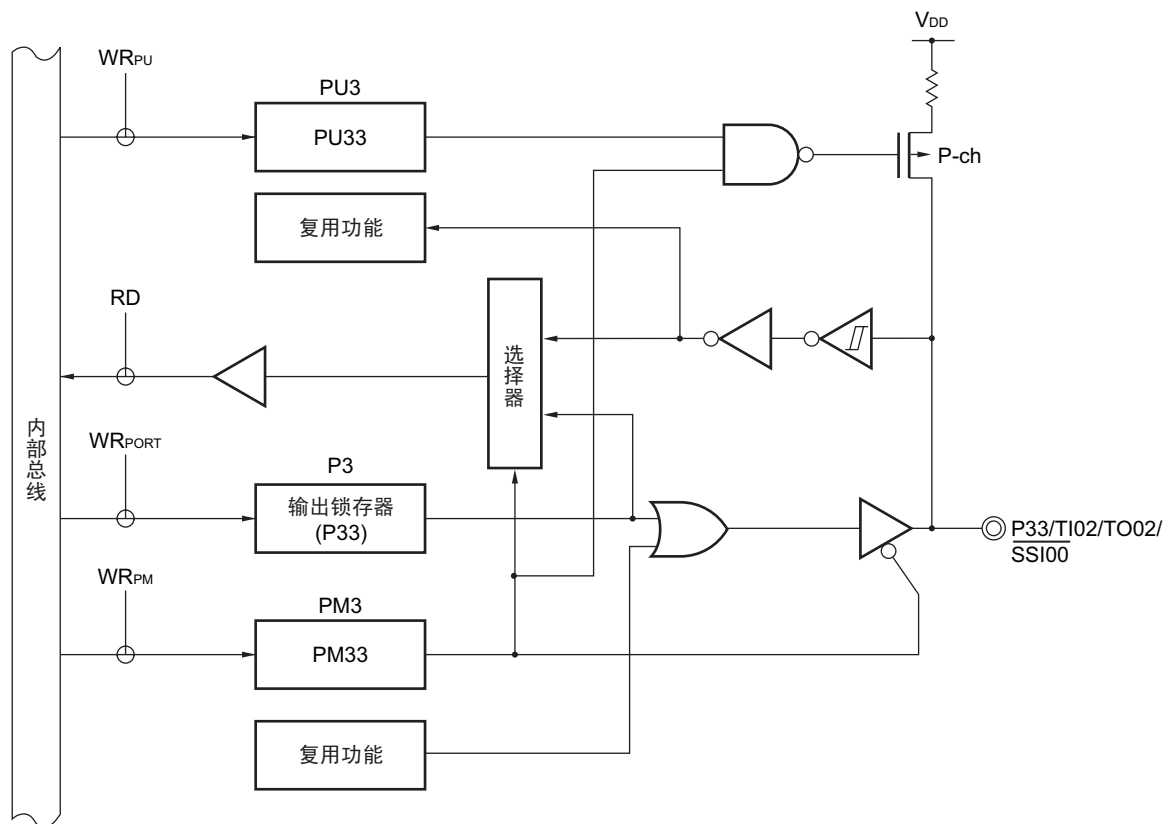 VDD
WRPU
PU3
PU33
P-ch
复用功能
RD
选择器
内部总线
WRPORT
P3
输出锁存器
(P33)
P33/TI02/TO02/
SSI00
WRPM
PM3
PM33
复用功能